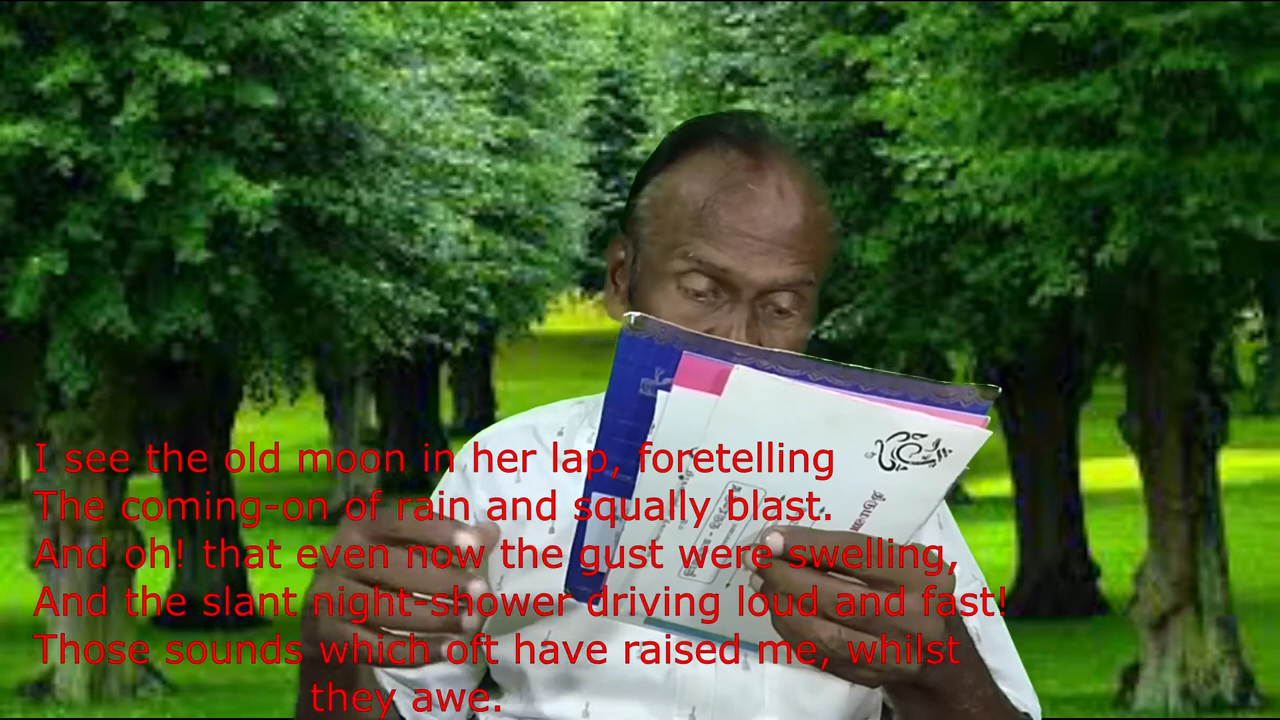 I see the old moon in her lap, foretelling
The coming-on of rain and squally blast.
And oh! that even now the gust were swelling,
And the slant night-shower driving loud and fast!
Those sounds which oft have raised me, whilst
they awe.